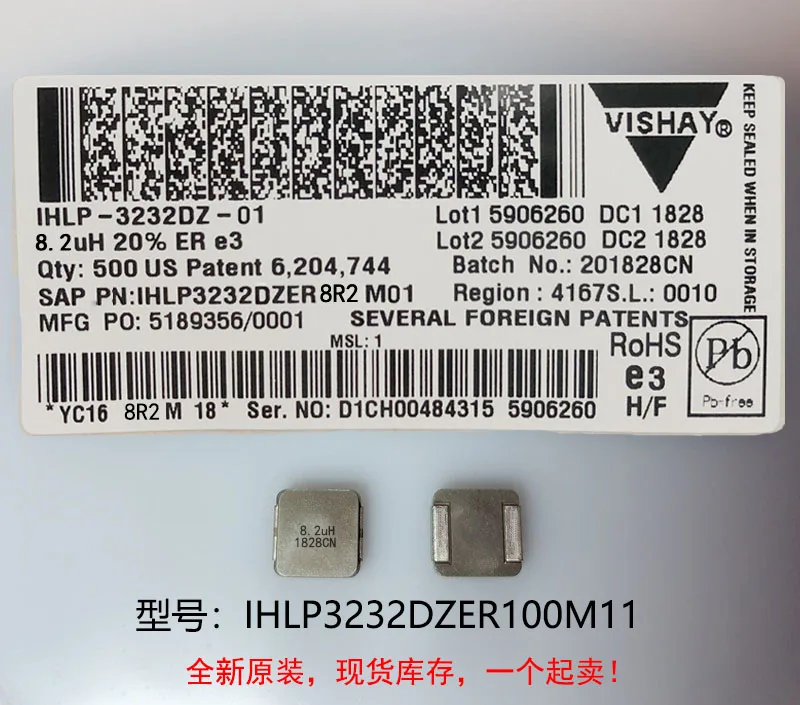 VISHAY®
KEEP SEALED WHEN IN STORAGE
IHLP-3232DZ-01 Lot1 5906260 DC1 1828
8.2uH 20% ER e3 Lot2 5906260 DC2 1828
Qty: 500 US Patent 6,204,744 Batch No.: 201828CN
SAP PN:IHLP3232DZER 8R2 M01 Region : 4167S.L.: 0010
MFG PO: 5189356/0001 SEVERAL FOREIGN PATENTS
MSL: 1
RoHS
e3
H/F
Pb
Pb-free
*YC16 8R2 M 18* Ser. NO: D1CH00484315 5906260
8.2uH
1828CN
型号：IHLP3232DZER100M11
全新原装，现货库存，一个起卖！